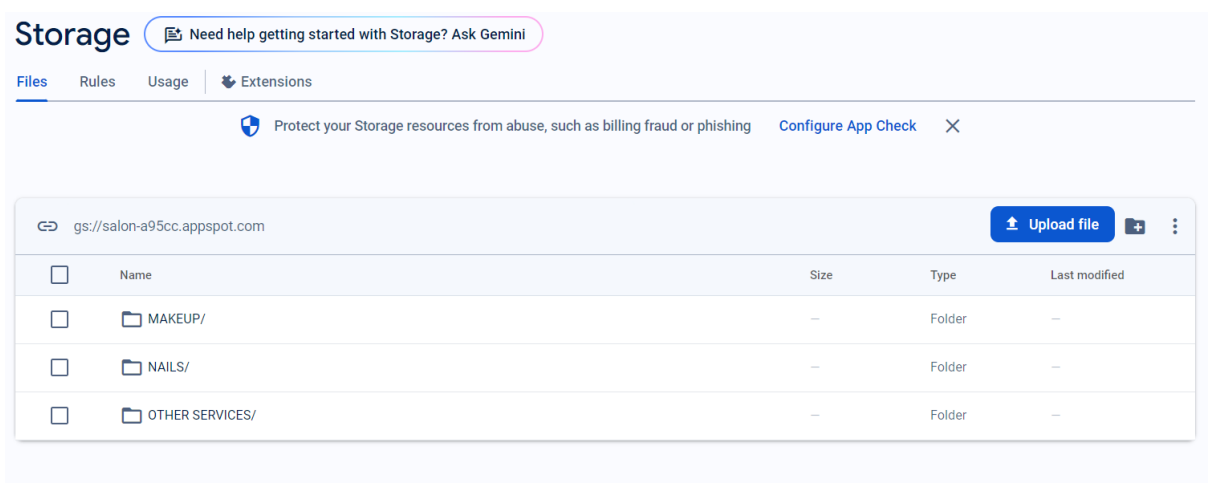 Storage Need help getting started with Storage? Ask Gemini
Files Rules Usage Extensions
Protect your Storage resources from abuse, such as billing fraud or phishing Configure App Check
gs://salon-a95cc.appspot.com Upload file
Name Size Type Last modified
MAKEUP/ — Folder —
NAILS/ — Folder —
OTHER SERVICES/ — Folder —